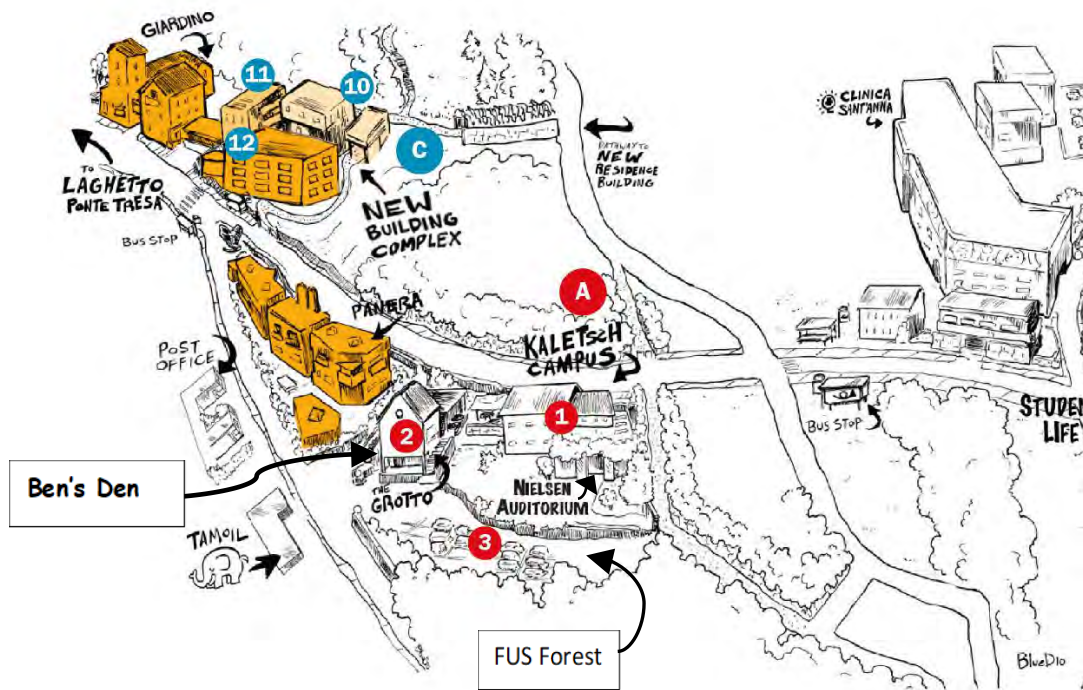 GIARDINO
11
10
12
C
TO
LAGHETTO
PONTE TRESA
BUS STOP
NEW
BUILDING
COMPLEX
PATHWAY TO
NEW
RESIDENCE
BUILDING
CLINICA
SANT'ANNA
A
PANERA
KALETSCH
CAMPUS
POST
OFFICE
1
2
BUS STOP
STUDEN
LIFE
Ben's Den
THE
GROTTO
NIELSEN
AUDITORIUM
3
TAMOIL
FUS Forest
BlueD10